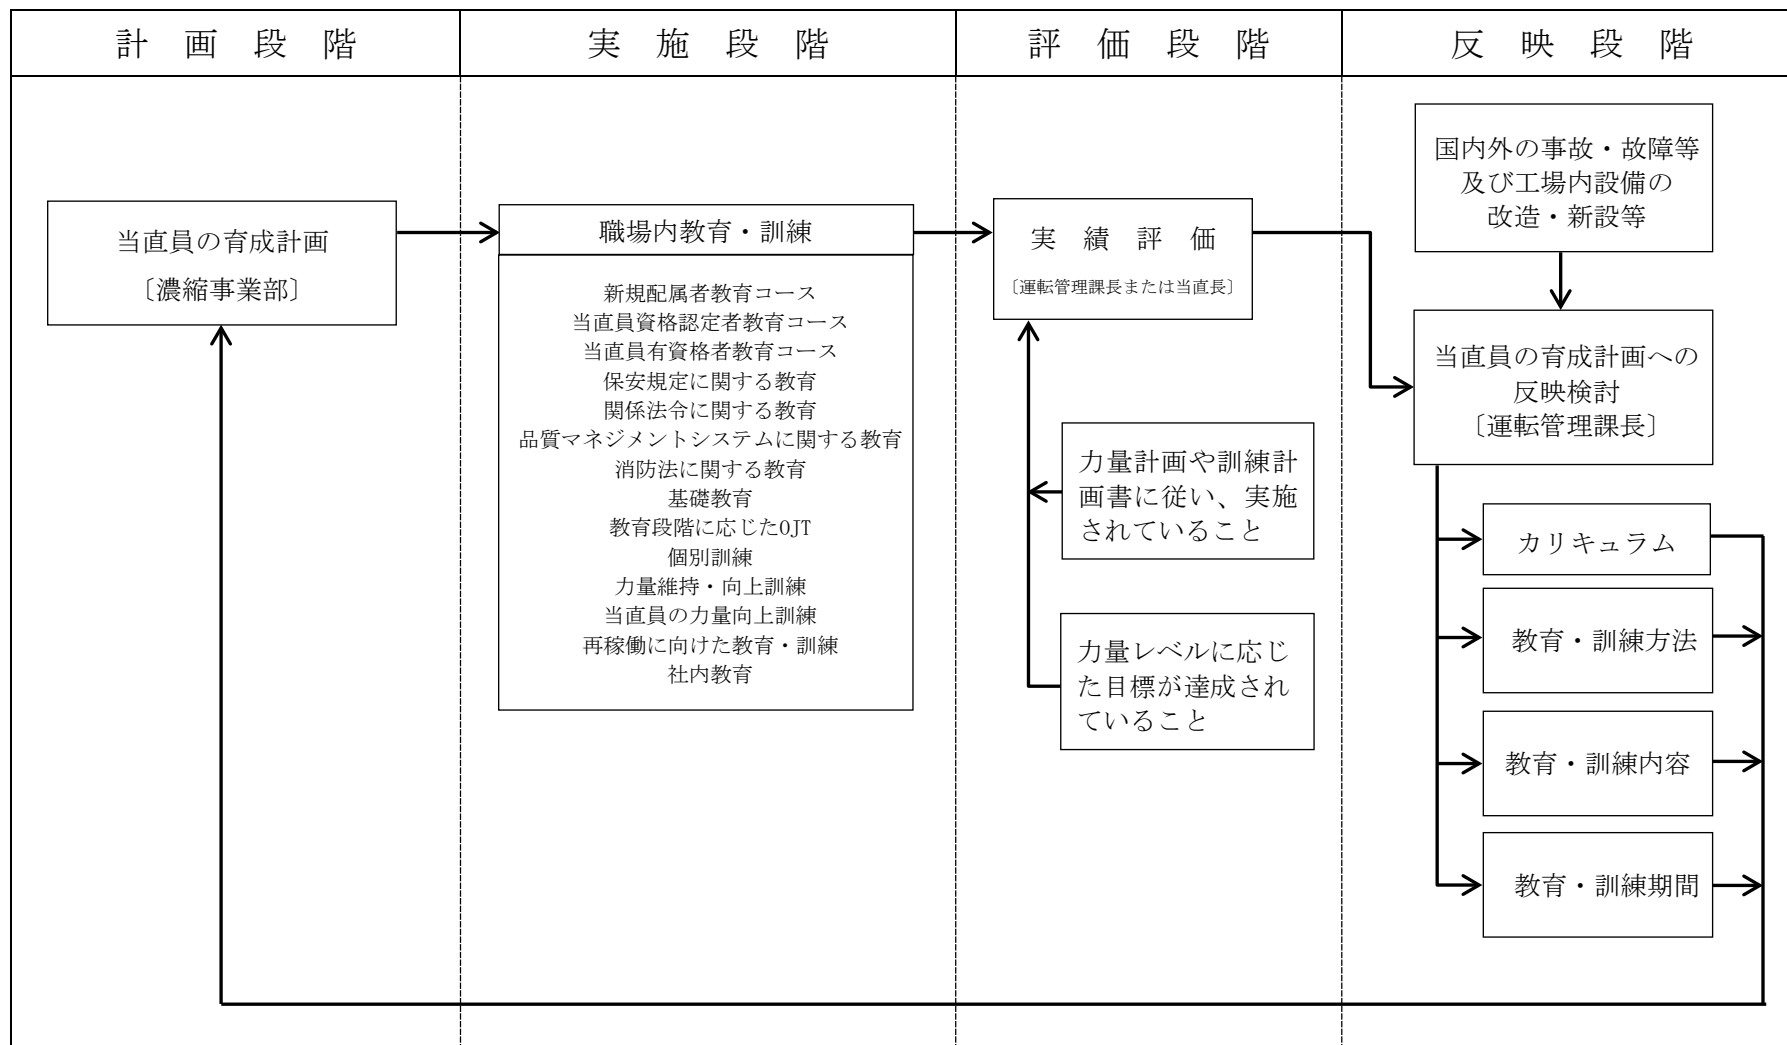 計画段階
実施段階
評価段階
反映段階
当直員の育成計画
〔濃縮事業部〕
職場内教育・訓練
新規配属者教育コース
当直員資格認定者教育コース
当直員有資格者教育コース
保安規定に関する教育
関係法令に関する教育
品質マネジメントシステムに関する教育
消防法に関する教育
基礎教育
教育段階に応じたOJT
個別訓練
力量維持・向上訓練
当直員の力量向上訓練
再稼働に向けた教育・訓練
社内教育
実績評価
〔運転管理課長または当直長〕
力量計画や訓練計
画書に従い、実施
されていること
力量レベルに応じ
た目標が達成され
ていること
国内外の事故・故障等
及び工場内設備の
改造・新設等
当直員の育成計画への
反映検討
〔運転管理課長〕
カリキュラム
教育・訓練方法
教育・訓練内容
教育・訓練期間